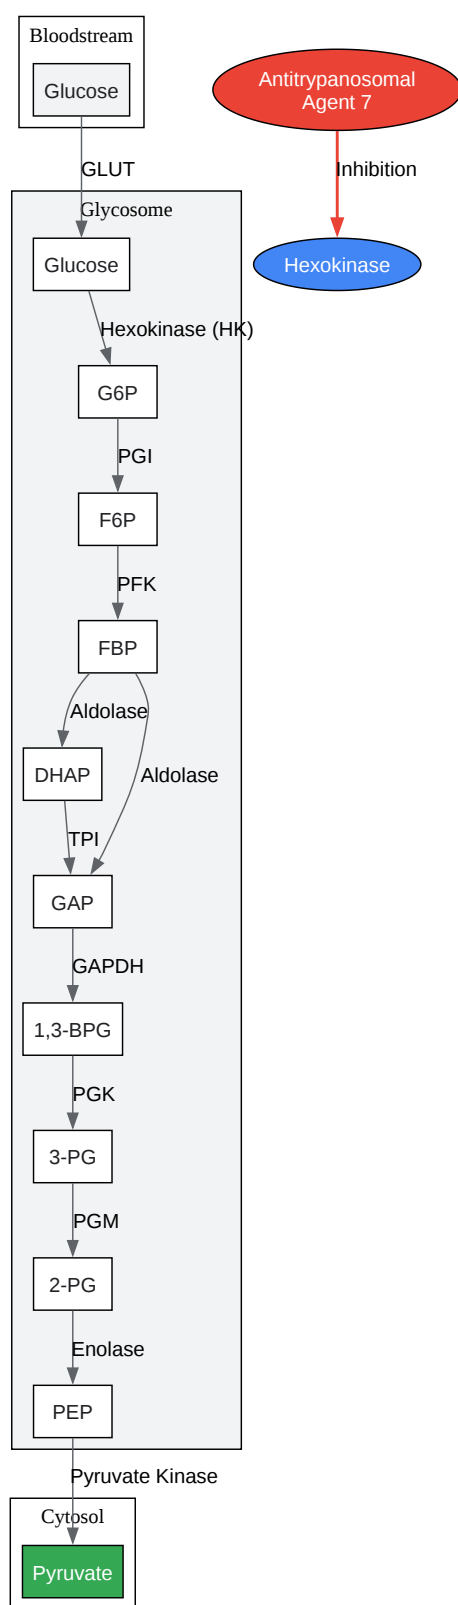 Bloodstream
Glucose
Antitrypanosomal
Agent 7
GLUT
Inhibition
Glycosome
Glucose
Hexokinase
Hexokinase (HK)
G6P
PGI
F6P
PFK
FBP
Aldolase
DHAP
Aldolase
TPI
GAP
GAPDH
1,3-BPG
PGK
3-PG
PGM
2-PG
Enolase
PEP
Pyruvate Kinase
Cytosol
Pyruvate